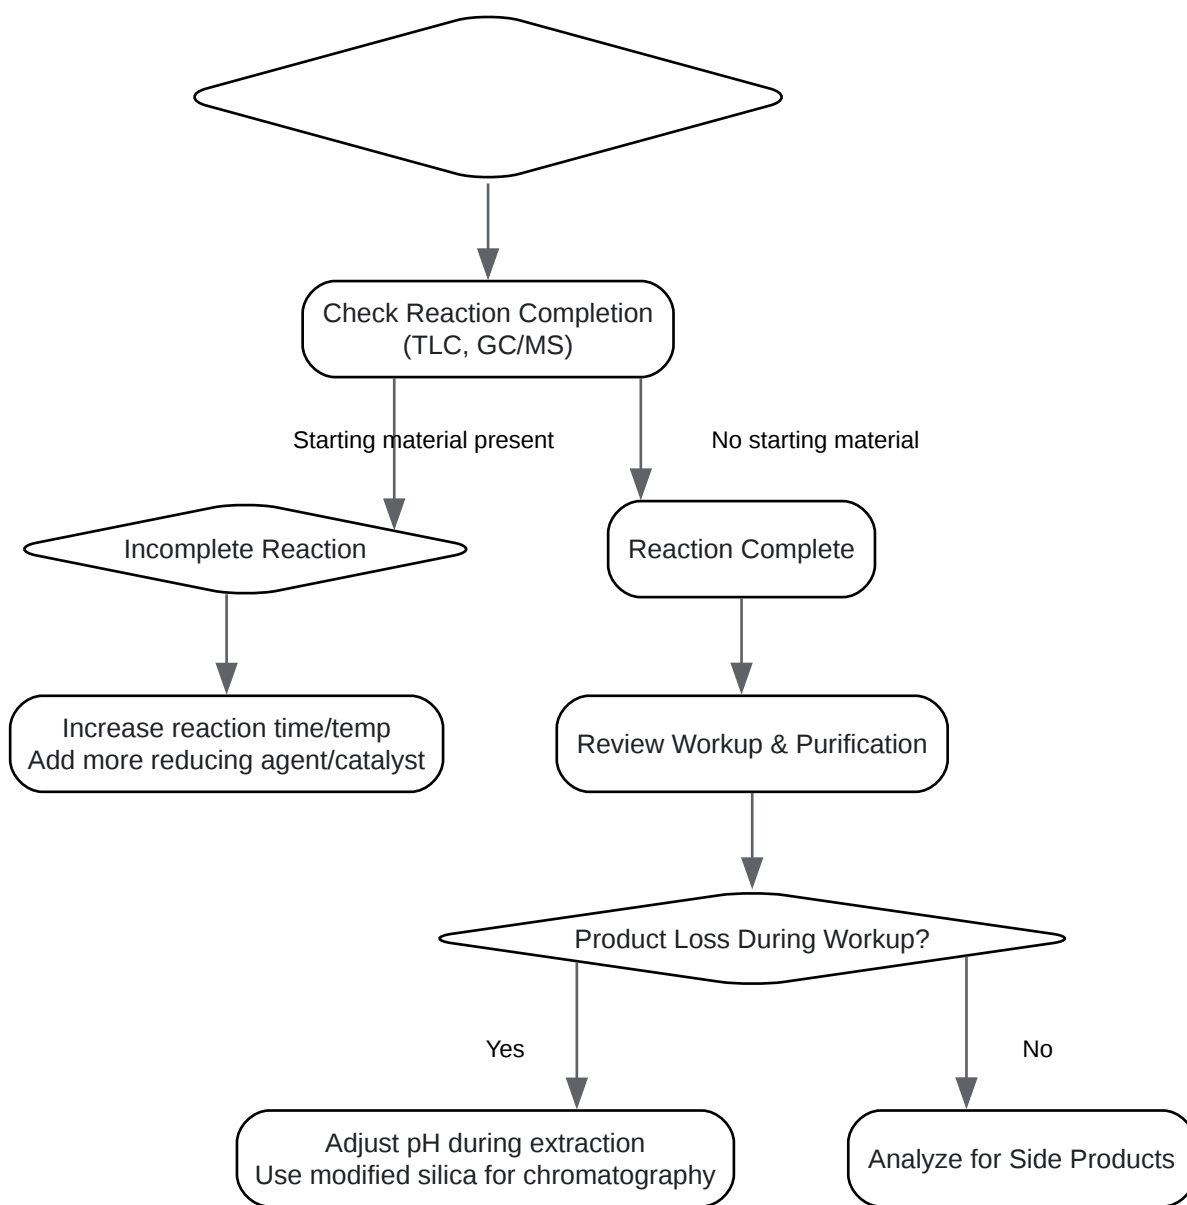 Check Reaction Completion
(TLC, GC/MS)
Starting material present
No starting material
Incomplete Reaction
Reaction Complete
Increase reaction time/temp
Add more reducing agent/catalyst
Review Workup & Purification
Product Loss During Workup?
Yes
No
Adjust pH during extraction
Use modified silica for chromatography
Analyze for Side Products